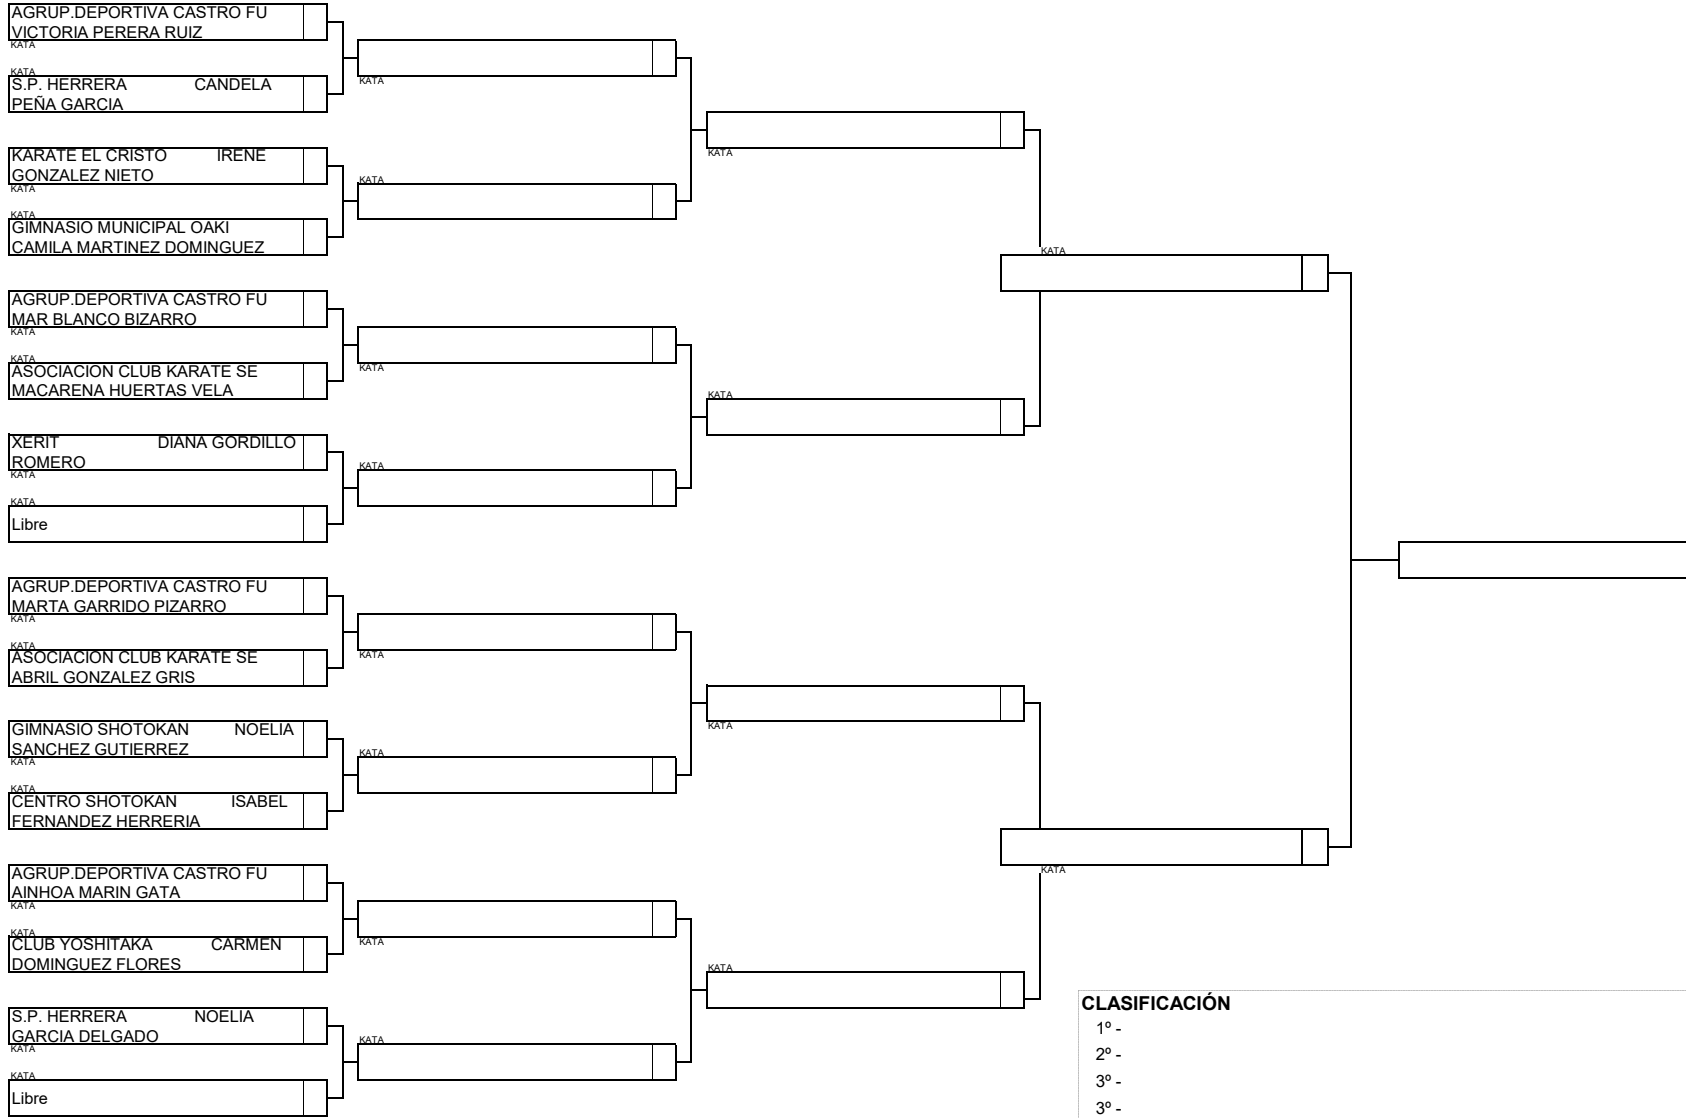 AGRUP.DEPORTIVA CASTRO FU
VICTORIA PERERA RUIZ
KATA
KATA
S.P. HERRERA CANDELA
PEÑA GARCIA
KARATE EL CRISTO IRENE
GONZALEZ NIETO
KATA
KATA
GIMNASIO MUNICIPAL OAKI
CAMILA MARTINEZ DOMINGUEZ
AGRUP.DEPORTIVA CASTRO FU
MAR BLANCO BIZARRO
KATA
KATA
ASOCIACION CLUB KARATE SE
MACARENA HUERTAS VELA
XERIT DIANA GORDILLO
ROMERO
KATA
KATA
Libre
AGRUP.DEPORTIVA CASTRO FU
MARTA GARRIDO PIZARRO
KATA
KATA
ASOCIACION CLUB KARATE SE
ABRIL GONZALEZ GRIS
GIMNASIO SHOTOKAN NOELIA
SANCHEZ GUTIERREZ
KATA
KATA
CENTRO SHOTOKAN ISABEL
FERNANDEZ HERRERIA
AGRUP.DEPORTIVA CASTRO FU
AINHOA MARIN GATA
KATA
KATA
CLUB YOSHITAKA CARMEN
DOMINGUEZ FLORES
S.P. HERRERA NOELIA
GARCIA DELGADO
KATA
KATA
Libre
KATA
KATA
KATA
KATA
KATA
KATA
KATA
KATA
KATA
KATA
KATA
KATA
KATA
KATA
CLASIFICACIÓN
1º -
2º -
3º -
3º -